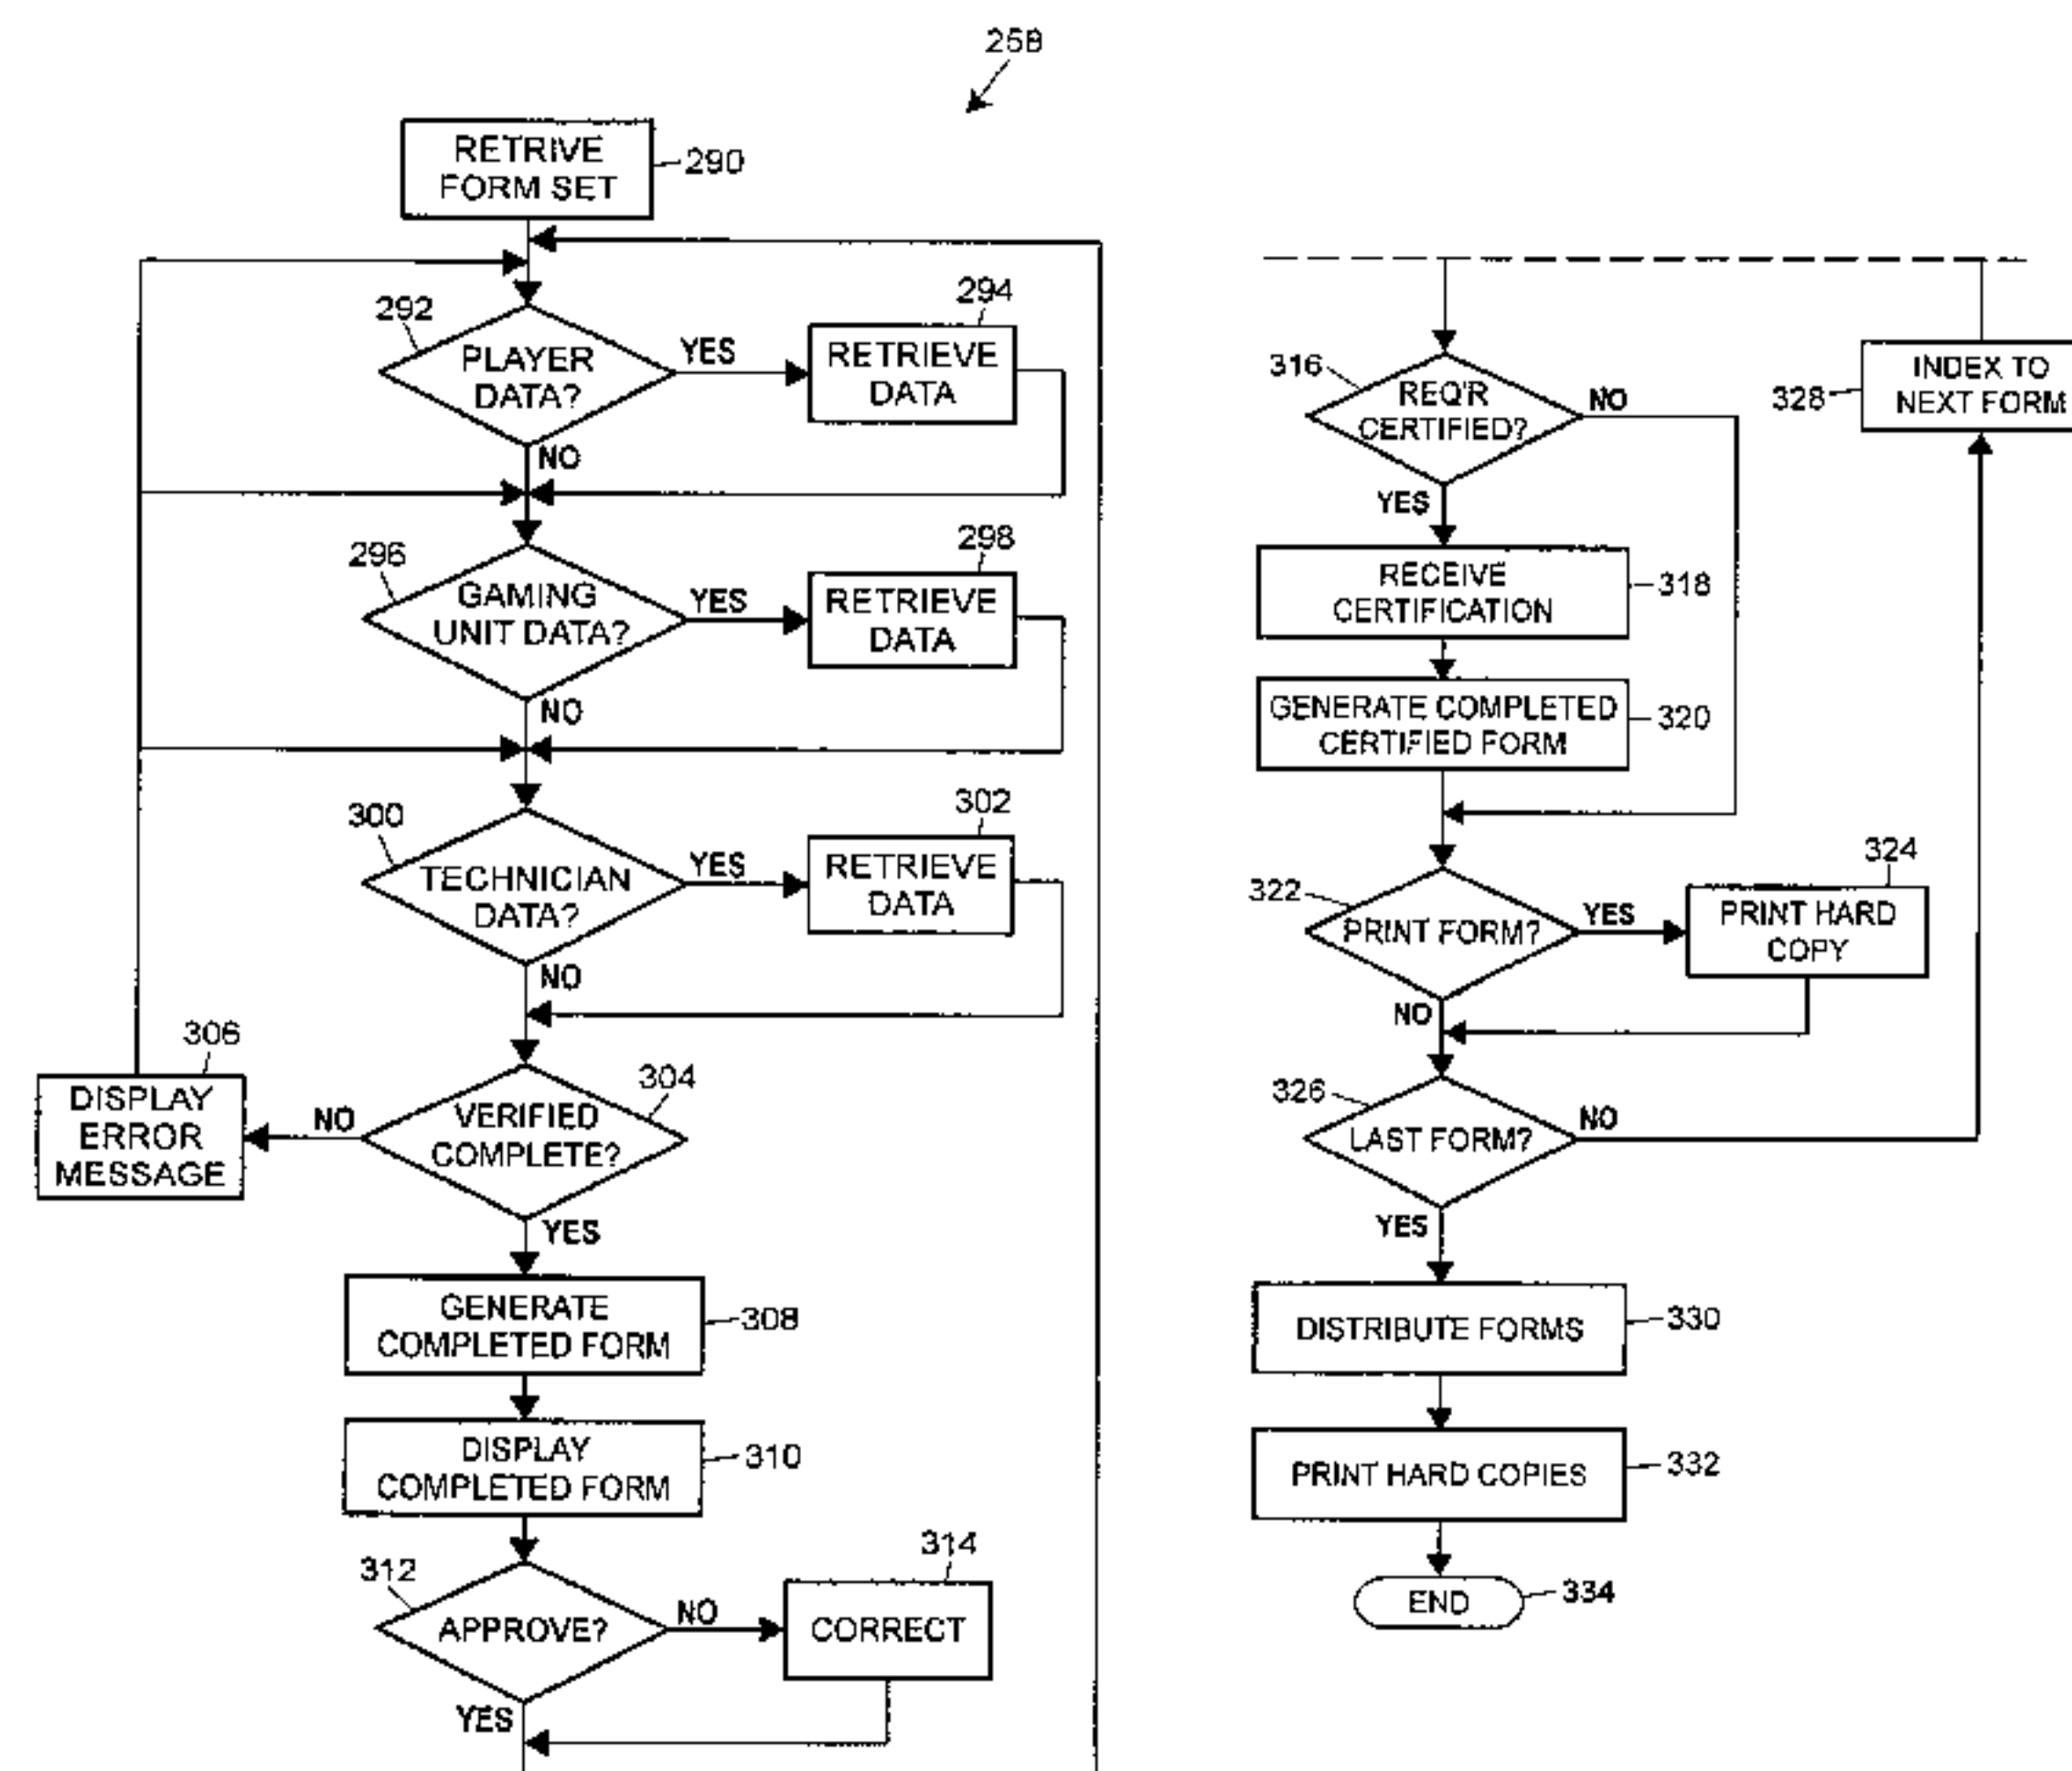 258
RETRIVE
FORM SET
290
292
PLAYER
DATA?
YES
294
RETRIEVE
DATA
NO
296
GAMING
UNIT DATA?
YES
298
RETRIEVE
DATA
NO
300
TECHNICIAN
DATA?
YES
302
RETRIEVE
DATA
NO
304
VERIFIED
COMPLETE?
NO
306
DISPLAY
ERROR
MESSAGE
YES
GENERATE
COMPLETED FORM
308
DISPLAY
COMPLETED FORM
310
312
APPROVE?
NO
314
CORRECT
YES
316
REQ'R
CERTIFIED?
NO
YES
RECEIVE
CERTIFICATION
318
GENERATE COMPLETED
CERTIFIED FORM
320
322
PRINT FORM?
YES
324
PRINT HARD
COPY
NO
326
LAST FORM?
NO
328
INDEX TO
NEXT FORM
YES
DISTRIBUTE FORMS
330
PRINT HARD COPIES
332
END
334